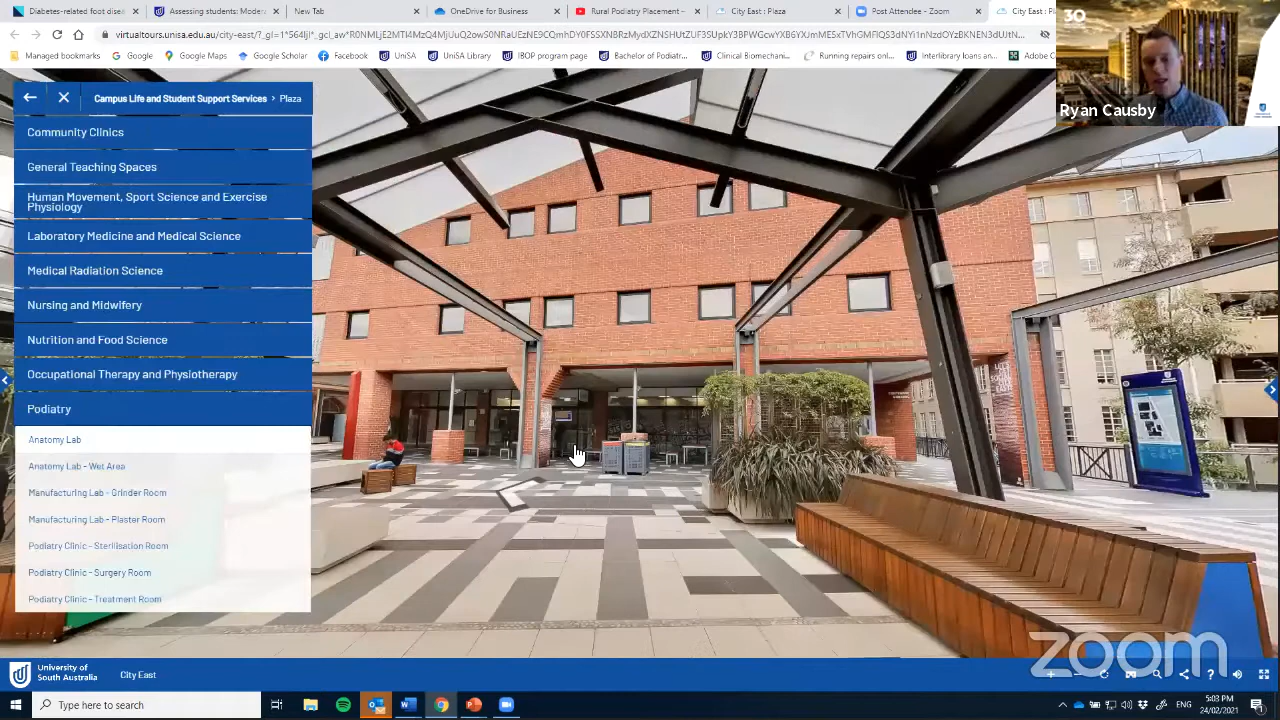 Diabetes-related foot disea
Assessing students: Modera
New Tab
OneDrive for Business
Rural Podiatry Placement -
City East :
Post Attendee - Zoom
City East : P
Managed bookmarks
Google
Google Maps
Google Scholar
Facebook
UniSA
UniSA Library
IBOP program page
Bachelor of Podiatr...
Clinical Biomechani...
Running repairs onl...
Interlibrary loans an...
Adobe C
30
Ryan Causby
Campus Life and Student Support Services > Plaza
Community Clinics
General Teaching Spaces
Human Movement, Sport Science and Exercise
Physiology
Laboratory Medicine and Medical Science
Medical Radiation Science
Nursing and Midwifery
Nutrition and Food Science
Occupational Therapy and Physiotherapy
Podiatry
Anatomy Lab
Anatomy Lab - Wet Area
Manufacturing Lab - Grinder Room
Manufacturing Lab - Plaster Room
Podiatry Clinic - Sterilisation Room
Podiatry Clinic - Surgery Room
Podiatry Clinic - Treatment Room
zoom
University of
South Australia
City East
Type here to search
ENG
5:03 PM
24/02/2021